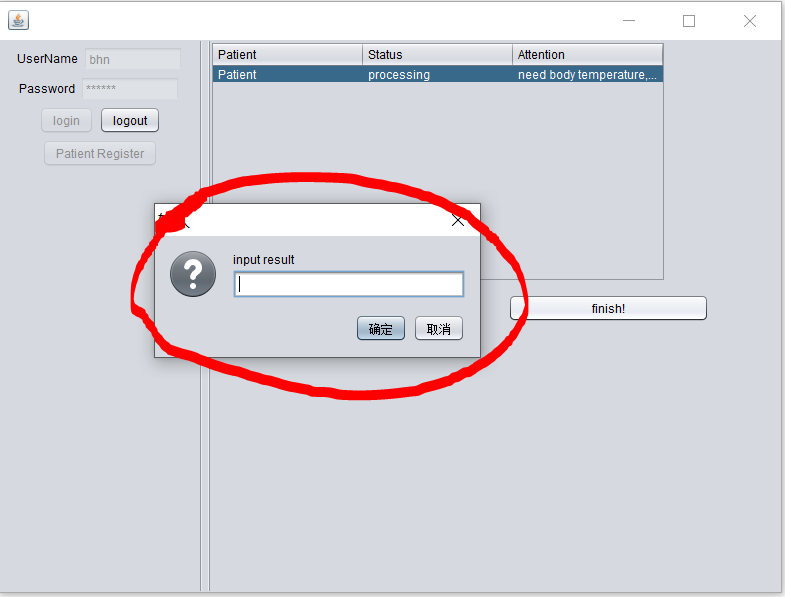 UserName bhn
Password ******
login logout
Patient Register
Patient Status Attention
Patient processing need body temperature,...
input result
确定 取消
finish!